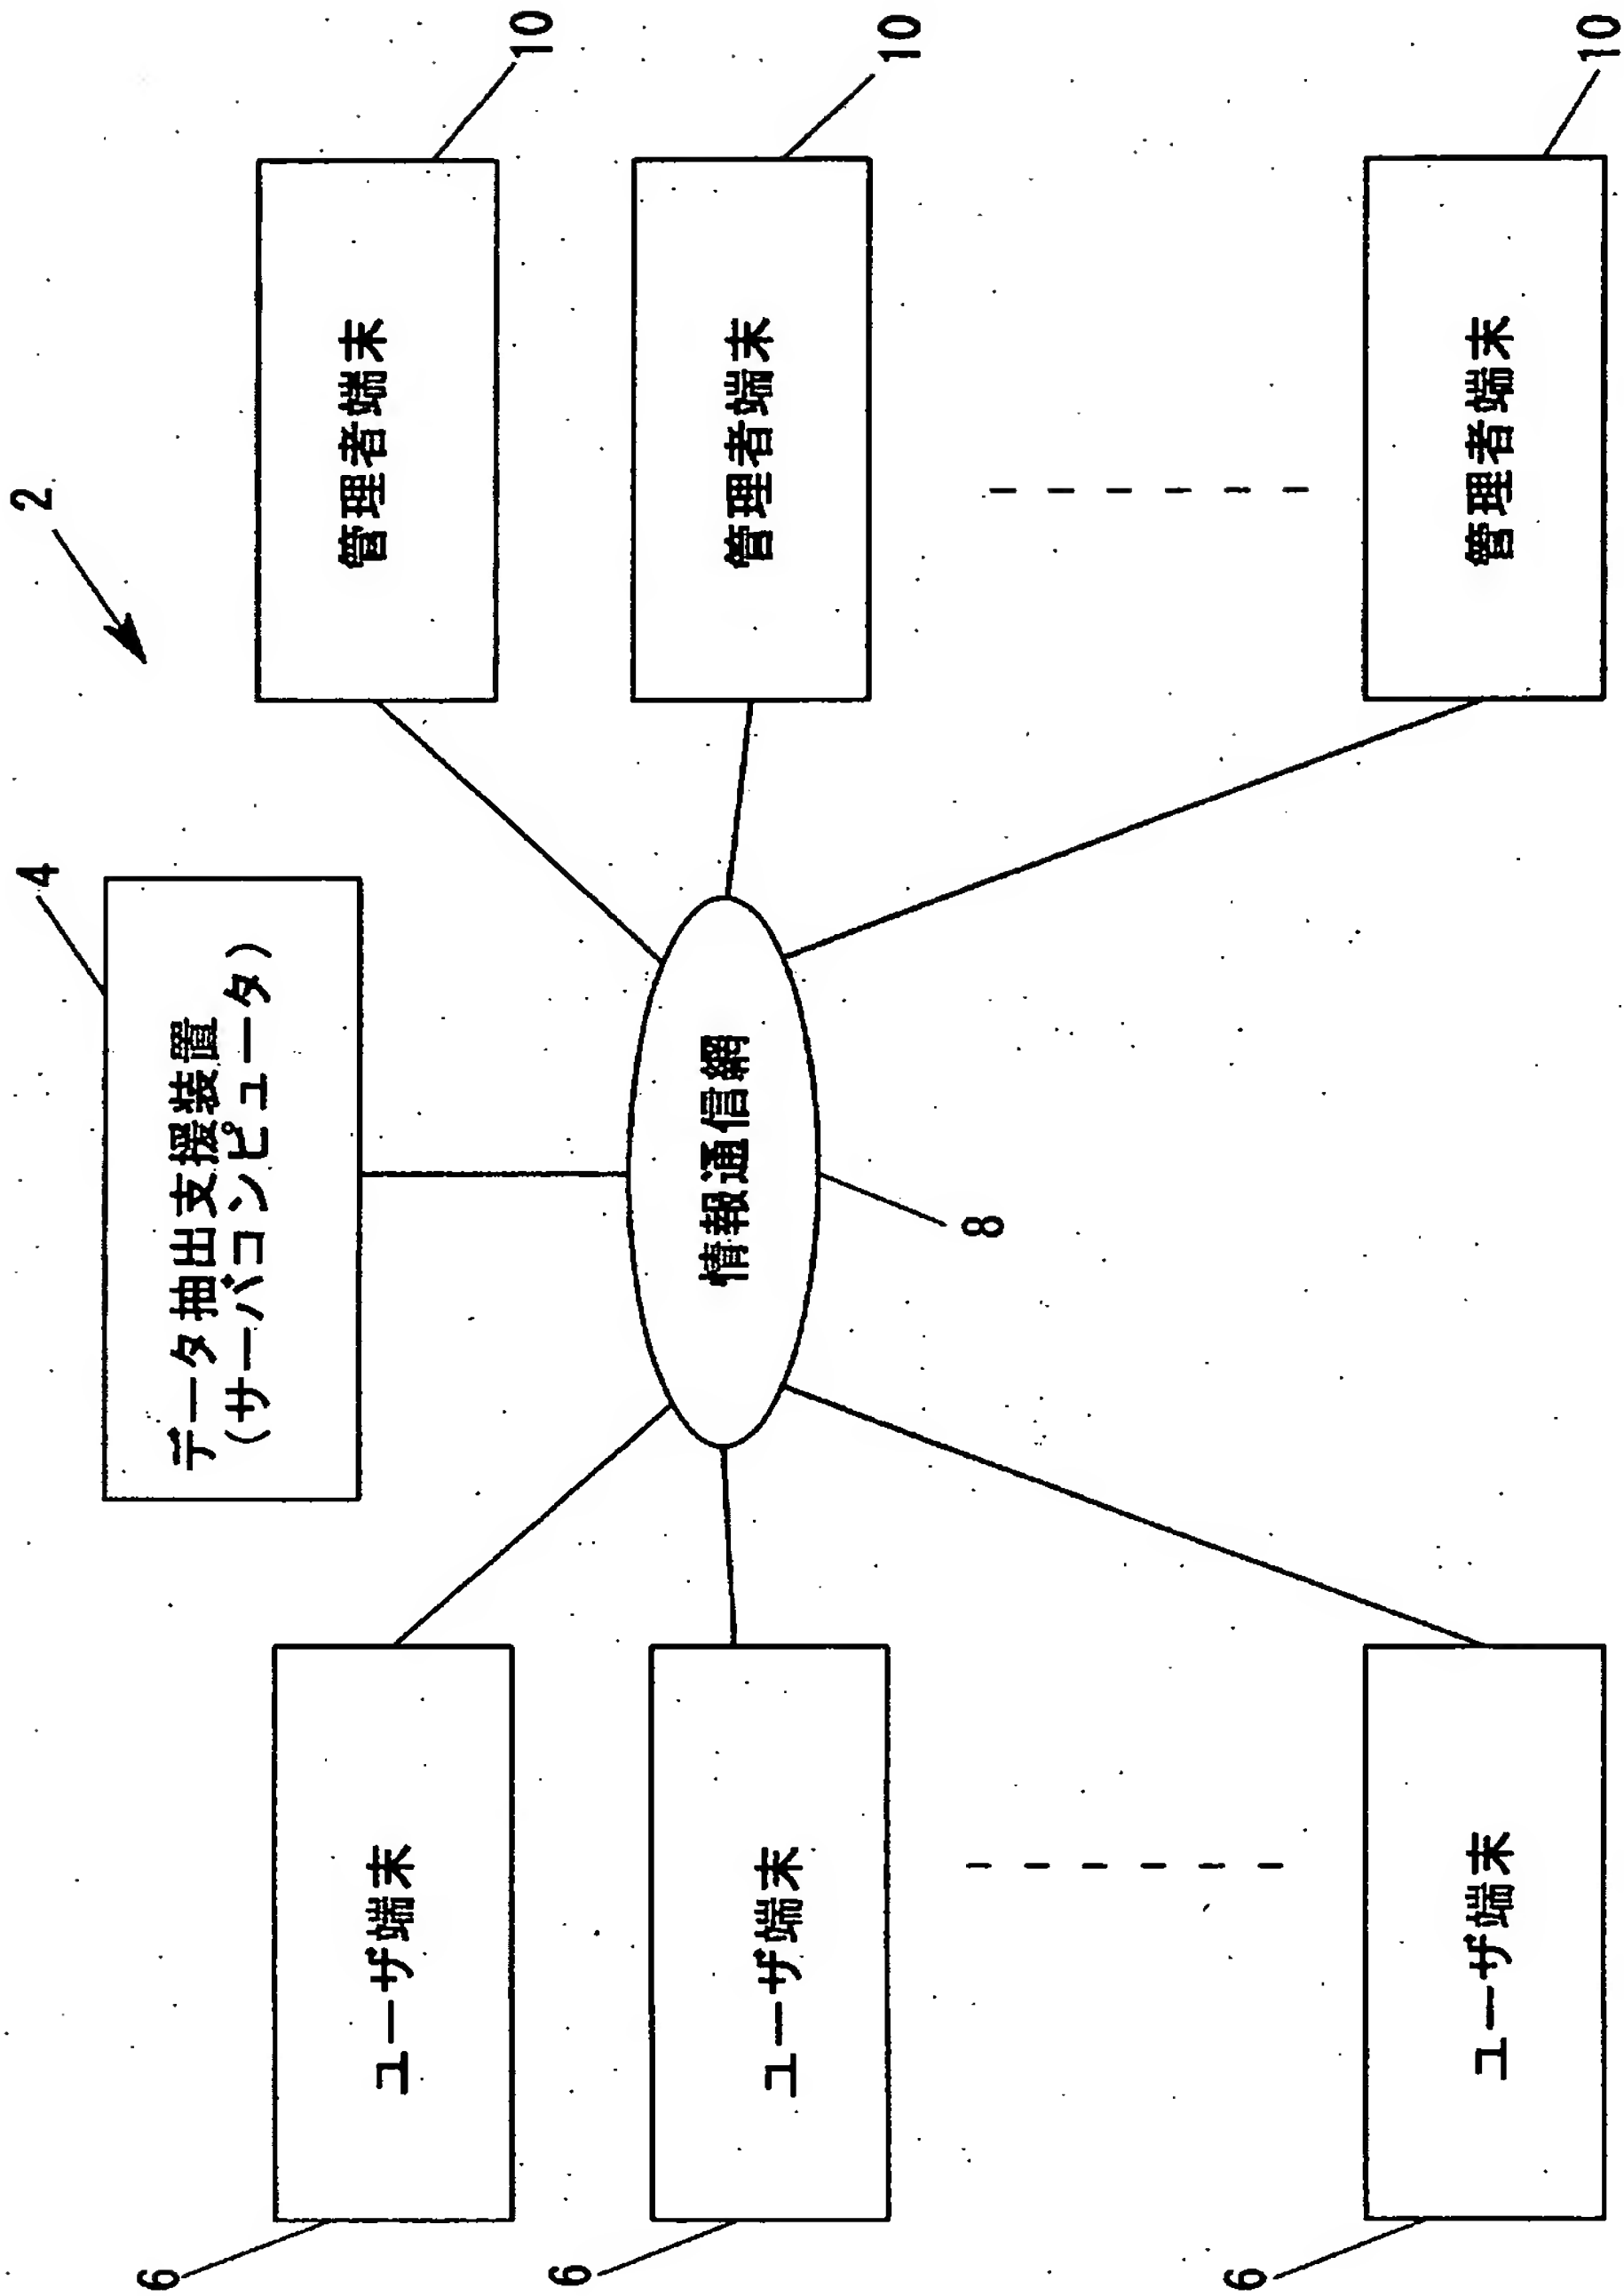 2
4
データ抽出支援装置
(サーバコンピュータ)
6
ユーザ端末
管理者端末
10
情報通信網
6
ユーザ端末
管理者端末
10
8
6
ユーザ端末
管理者端末
10